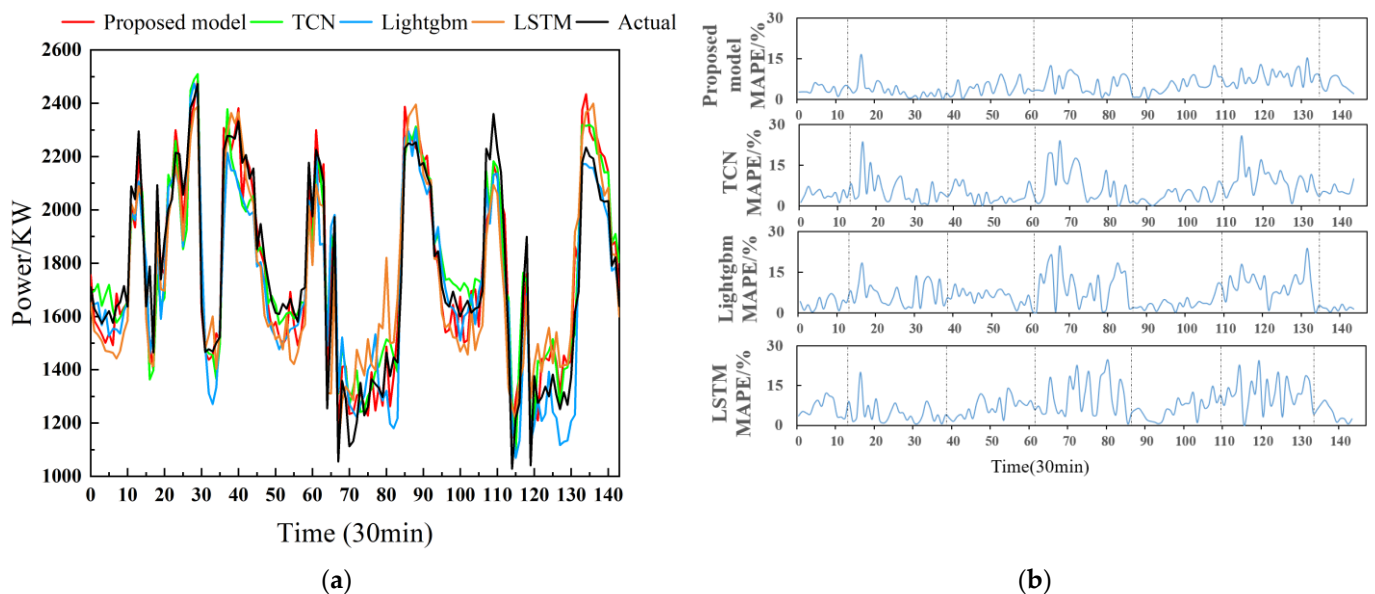 Proposed model TCN Lightgbm LSTM Actual
Power/KW
2600
2400
2200
2000
1800
1600
1400
1200
1000
0 10 20 30 40 50 60 70 80 90 100 110 120 130 140
Time (30min)
(a)
Proposed
model
MAPE/%
30
15
0
0 10 20 30 40 50 60 70 80 90 100 110 120 130 140
TCN
MAPE/%
30
15
0
0 10 20 30 40 50 60 70 80 90 100 110 120 130 140
Lightgbm
MAPE/%
30
15
0
0 10 20 30 40 50 60 70 80 90 100 110 120 130 140
LSTM
MAPE/%
30
15
0
0 10 20 30 40 50 60 70 80 90 100 110 120 130 140
Time(30min)
(b)